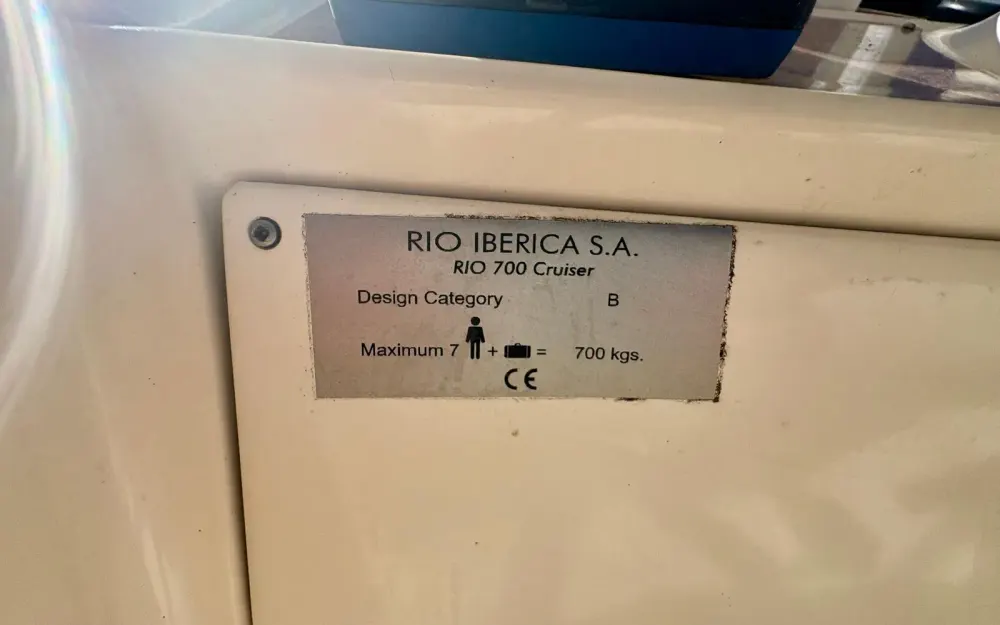 RIO IBERICA S.A.
RIO 700 Cruiser
Design Category B
Maximum 7 + = 700 kgs.
CE